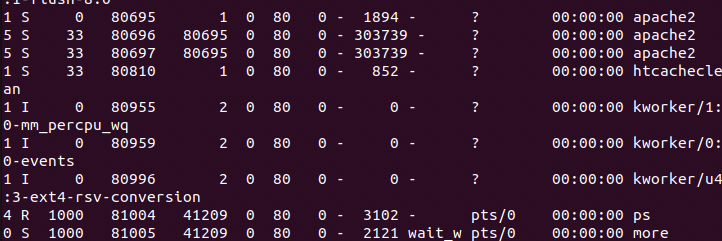 :1-flush-8.0
1 S 0 80695 1 0 80 0 - 1894 - ? 00:00:00 apache2
5 S 33 80696 80695 0 80 0 - 303739 - ? 00:00:00 apache2
5 S 33 80697 80695 0 80 0 - 303739 - ? 00:00:00 apache2
1 S 33 80810 1 0 80 0 - 852 - ? 00:00:00 htcachecle
an
1 I 0 80955 2 0 80 0 - 0 - ? 00:00:00 kworker/1:
0-mm_percpu_wq
1 I 0 80959 2 0 80 0 - 0 - ? 00:00:00 kworker/0:
0-events
1 I 0 80996 2 0 80 0 - 0 - ? 00:00:00 kworker/u4
:3-ext4-rsv-conversion
4 R 1000 81004 41209 0 80 0 - 3102 - pts/0 00:00:00 ps
0 S 1000 81005 41209 0 80 0 - 2121 wait_w pts/0 00:00:00 more